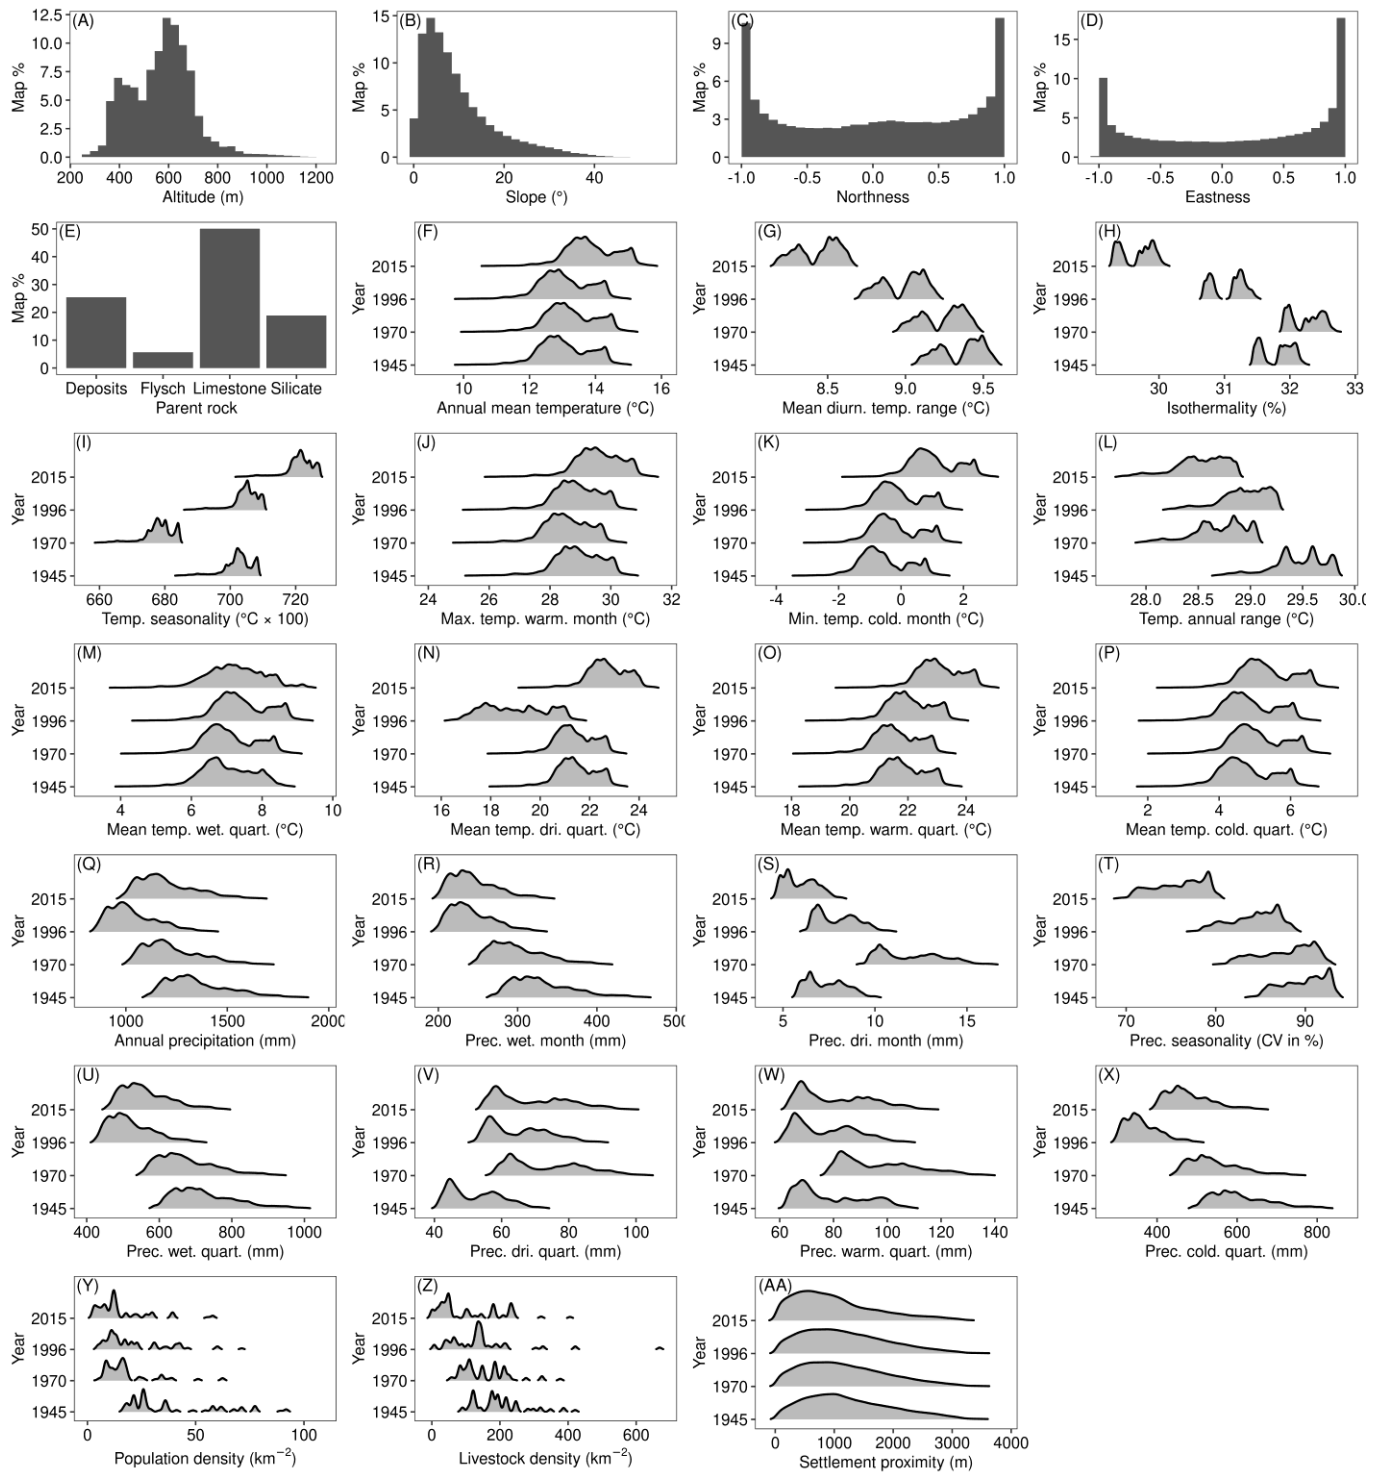 (A)
12.5
10.0
7.5
5.0
2.5
0.0
Map %
200 400 600 800 1000 1200
Altitude (m)
(B)
15
10
5
0
Map %
0 20 40
Slope (°)
(C)
9
6
3
0
Map %
-1.0 -0.5 0.0 0.5 1.0
Northness
(D)
15
10
5
0
Map %
-1.0 -0.5 0.0 0.5 1.0
Eastness
(E)
50
40
30
20
10
0
Map %
Deposits Flysch Limestone Silicate
Parent rock
(F)
2015
1996
1970
1945
Year
10 12 14 16
Annual mean temperature (°C)
(G)
2015
1996
1970
1945
Year
8.5 9.0 9.5
Mean diurn. temp. range (°C)
(H)
2015
1996
1970
1945
Year
30 31 32 33
Isothermality (%)
(I)
2015
1996
1970
1945
Year
660 680 700 720
Temp. seasonality (°C × 100)
(J)
2015
1996
1970
1945
Year
24 26 28 30 32
Max. temp. warm. month (°C)
(K)
2015
1996
1970
1945
Year
-4 -2 0 2
Min. temp. cold. month (°C)
(L)
2015
1996
1970
1945
Year
28.0 28.5 29.0 29.5 30.0
Temp. annual range (°C)
(M)
2015
1996
1970
1945
Year
4 6 8 10
Mean temp. wet. quart. (°C)
(N)
2015
1996
1970
1945
Year
16 18 20 22 24
Mean temp. dri. quart. (°C)
(O)
2015
1996
1970
1945
Year
18 20 22 24
Mean temp. warm. quart. (°C)
(P)
2015
1996
1970
1945
Year
2 4 6
Mean temp. cold. quart. (°C)
(Q)
2015
1996
1970
1945
Year
1000 1500 2000
Annual precipitation (mm)
(R)
2015
1996
1970
1945
Year
200 300 400 500
Prec. wet. month (mm)
(S)
2015
1996
1970
1945
Year
5 10 15
Prec. dri. month (mm)
(T)
2015
1996
1970
1945
Year
70 80 90
Prec. seasonality (CV in %)
(U)
2015
1996
1970
1945
Year
400 600 800 1000
Prec. wet. quart. (mm)
(V)
2015
1996
1970
1945
Year
40 60 80 100
Prec. dri. quart. (mm)
(W)
2015
1996
1970
1945
Year
60 80 100 120 140
Prec. warm. quart. (mm)
(X)
2015
1996
1970
1945
Year
400 600 800
Prec. cold. quart. (mm)
(Y)
2015
1996
1970
1945
Year
0 50 100
Population density (km⁻²)
(Z)
2015
1996
1970
1945
Year
0 200 400 600
Livestock density (km⁻²)
(AA)
2015
1996
1970
1945
Year
0 1000 2000 3000 4000
Settlement proximity (m)